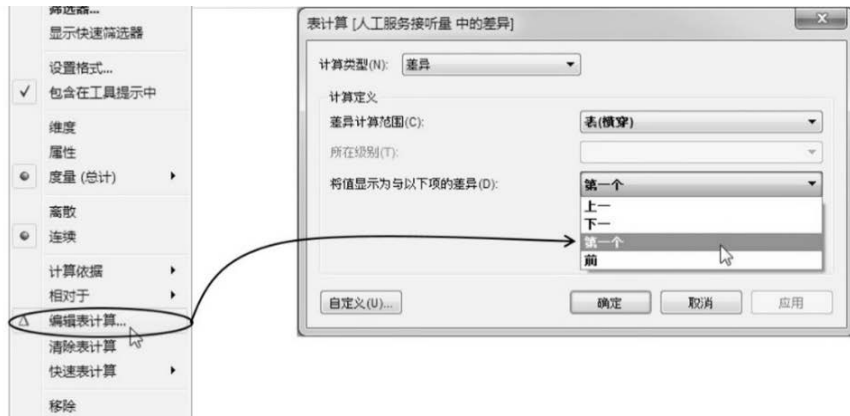 筛选器...
显示快速筛选器
设置格式...
包含在工具提示中
维度
属性
度量 (总计)
离散
连续
计算依据
相对于
编辑表计算...
清除表计算
快速表计算
移除
表计算 [人工服务接听量 中的差异]
计算类型(N): 差异
计算定义
差异计算范围(C): 表(横穿)
所在级别(T):
将值显示为与以下项的差异(D): 第一个
上一
下一
第一个
前
自定义(U)... 确定 取消 应用